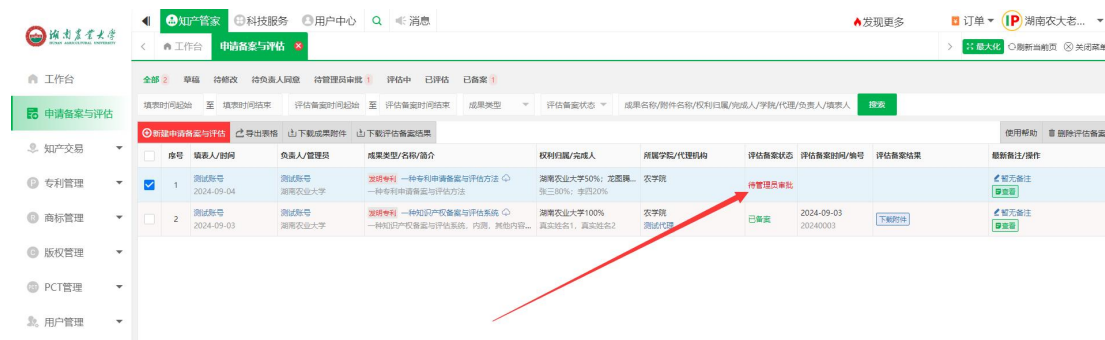 湖南农业大学
HUNAN AGRICULTURAL UNIVERSITY
知产管家 科技服务 用户中心 消息 发现更多 订单 湖南农大老...
工作台 申请备案与评估 最大化 刷新当前页 关闭菜单
工作台
申请备案与评估
知产交易
专利管理
商标管理
版权管理
PCT管理
用户管理
全部 2 草稿 待修改 待负责人同意 待管理员审批 1 评估中 已评估 已备案 1
填表时间起始 至 填表时间结束 评估备案时间起始 至 评估备案时间结束 成果类型 评估备案状态 成果名称/附件名称/权利归属/完成人/学院/代理/负责人/填表人 搜索
新建申请备案与评估 导出表格 下载成果附件 下载评估备案结果 使用帮助 删除评估备案
序号 填表人/时间 负责人/管理员 成果类型/名称/简介 权利归属/完成人 所属学院/代理机构 评估备案状态 评估备案时间/编号 评估备案结果 最新备注/操作
1 测试账号 测试账号 发明专利 一种专利申请备案与评估方法 湖南农业大学50%; 龙图腾... 农学院 待管理员审批 暂无备注
2024-09-04 湖南农业大学 一种专利申请备案与评估方法 张三80%; 李四20% 查看
2 测试账号 测试账号 发明专利 一种知识产权备案与评估系统 湖南农业大学100% 农学院 已备案 2024-09-03 下载附件 暂无备注
2024-09-03 湖南农业大学 一种知识产权备案与评估系统, 内测, 其他内容... 真实姓名1, 真实姓名2 测试代理 20240003 查看